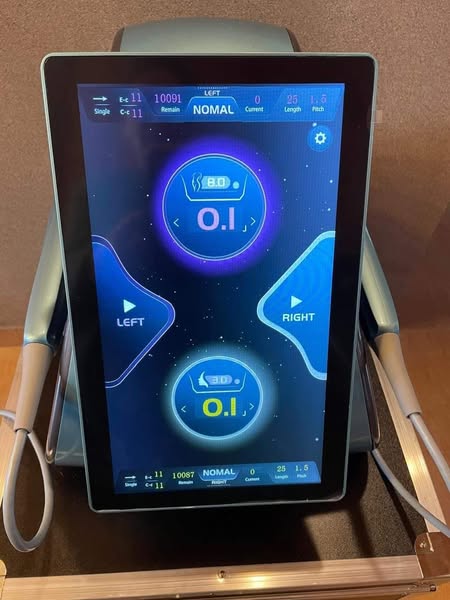 LEFT
→ E-c 11 10091 NOMAL 0 25 1.5
Single C-c 11 Remain Current Length Pitch
8.0
< 0.1 J >
LEFT
RIGHT
3.0
< 0.1 J >
→ E-c 11 10087 NOMAL 0 25 1.5
Single C-c 11 Remain RIGHT Current Length Pitch